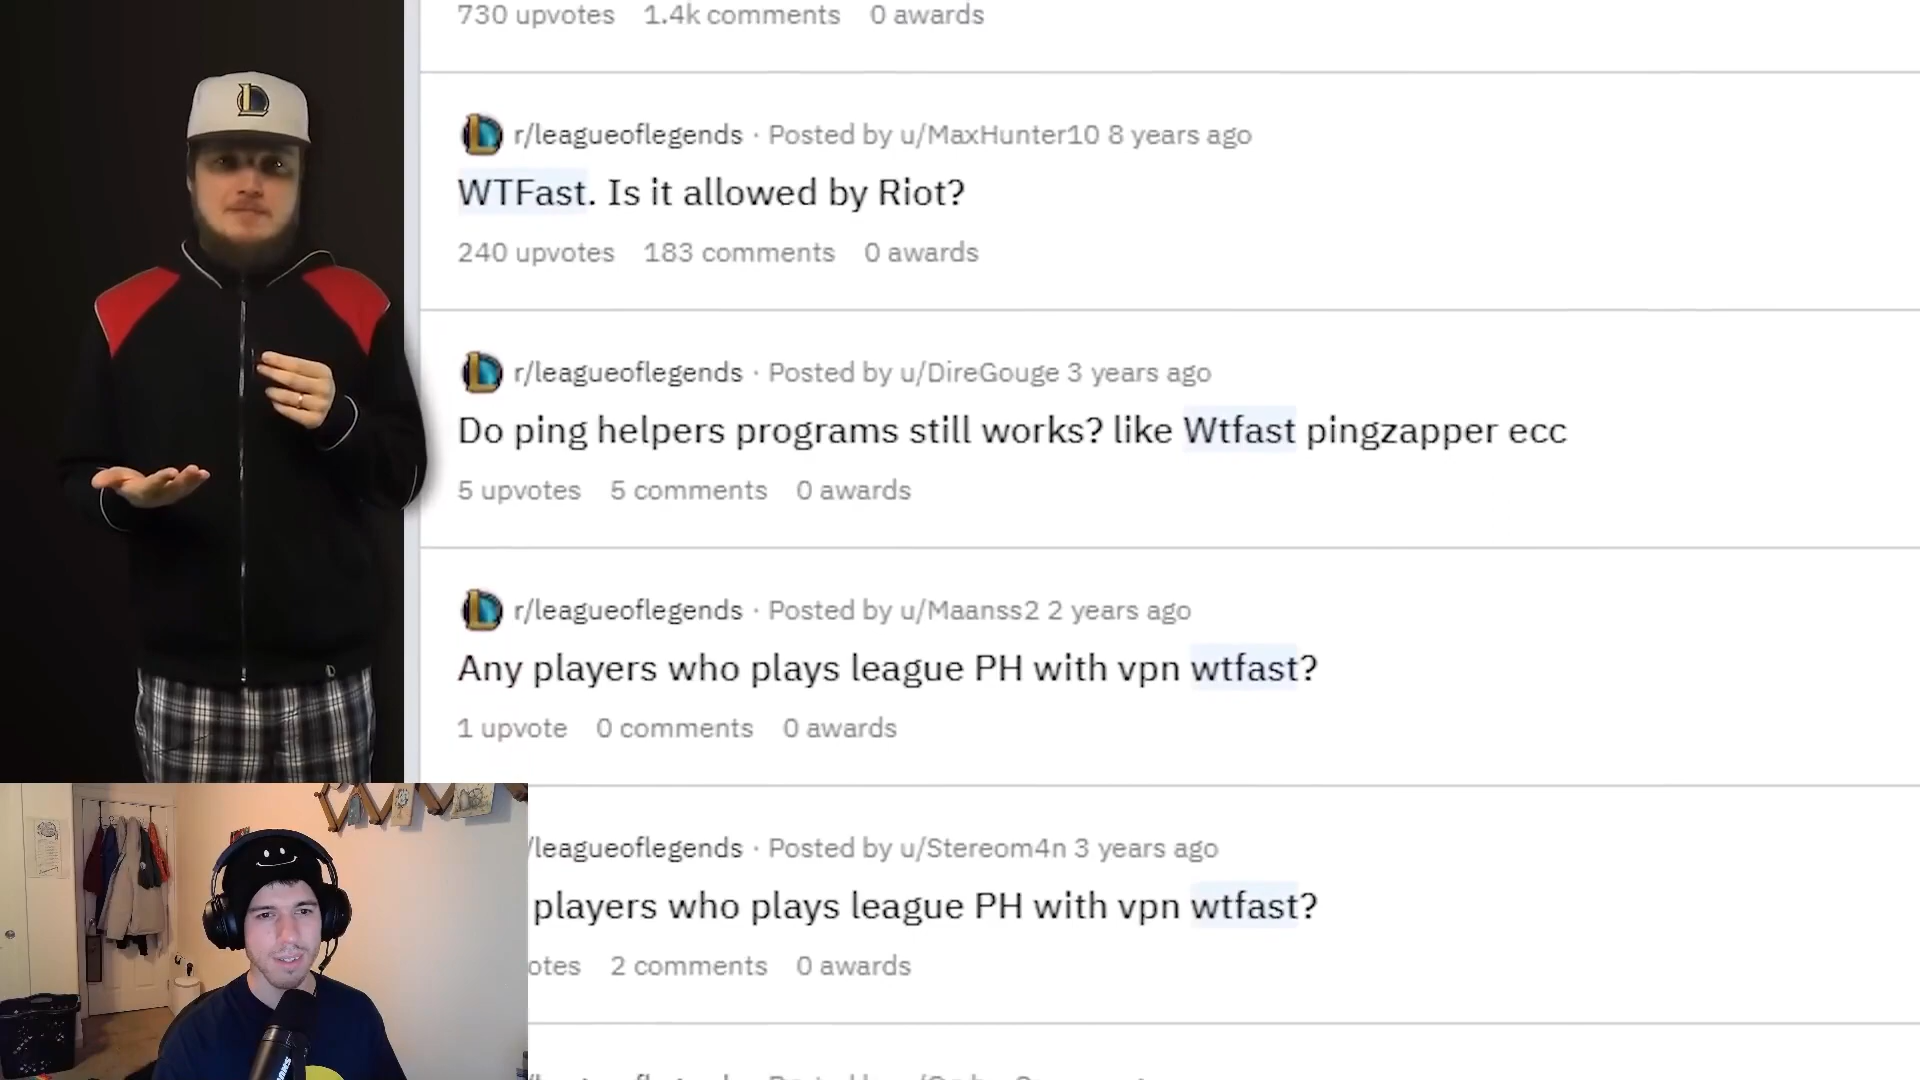 730 upvotes 1.4k comments 0 awards
r/leagueoflegends · Posted by u/MaxHunter10 8 years ago
WTFast. Is it allowed by Riot?
240 upvotes 183 comments 0 awards
r/leagueoflegends · Posted by u/DireGouge 3 years ago
Do ping helpers programs still works? like Wtfast pingzapper ecc
5 upvotes 5 comments 0 awards
r/leagueoflegends · Posted by u/Maanss2 2 years ago
Any players who plays league PH with vpn wtfast?
1 upvote 0 comments 0 awards
/leagueoflegends · Posted by u/Stereom4n 3 years ago
players who plays league PH with vpn wtfast?
otes 2 comments 0 awards